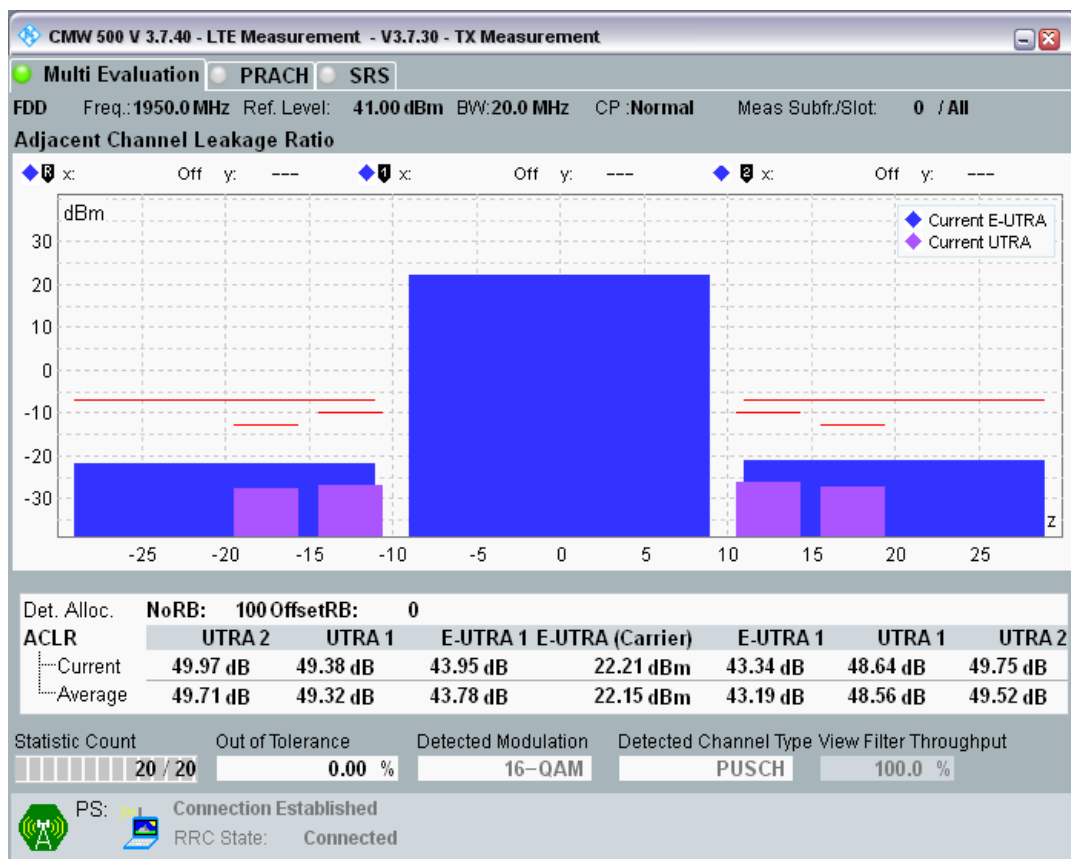 CMW 500 V 3.7.40 - LTE Measurement - V3.7.30 - TX Measurement
Multi Evaluation PRACH SRS
FDD Freq.: 1950.0 MHz Ref. Level: 41.00 dBm BW: 20.0 MHz CP : Normal Meas Subfr./Slot: 0 / All
Adjacent Channel Leakage Ratio
R x: Off y: --- 1 x: Off y: --- 2 x: Off y: ---
dBm
Current E-UTRA
Current UTRA
30
20
10
0
-10
-20
-30
z
-25 -20 -15 -10 -5 0 5 10 15 20 25
Det. Alloc. NoRB: 100 OffsetRB: 0
ACLR UTRA 2 UTRA 1 E-UTRA 1 E-UTRA (Carrier) E-UTRA 1 UTRA 1 UTRA 2
Current 49.97 dB 49.38 dB 43.95 dB 22.21 dBm 43.34 dB 48.64 dB 49.75 dB
Average 49.71 dB 49.32 dB 43.78 dB 22.15 dBm 43.19 dB 48.56 dB 49.52 dB
Statistic Count Out of Tolerance Detected Modulation Detected Channel Type View Filter Throughput
20 / 20 0.00 % 16-QAM PUSCH 100.0 %
PS: Connection Established
RRC State: Connected